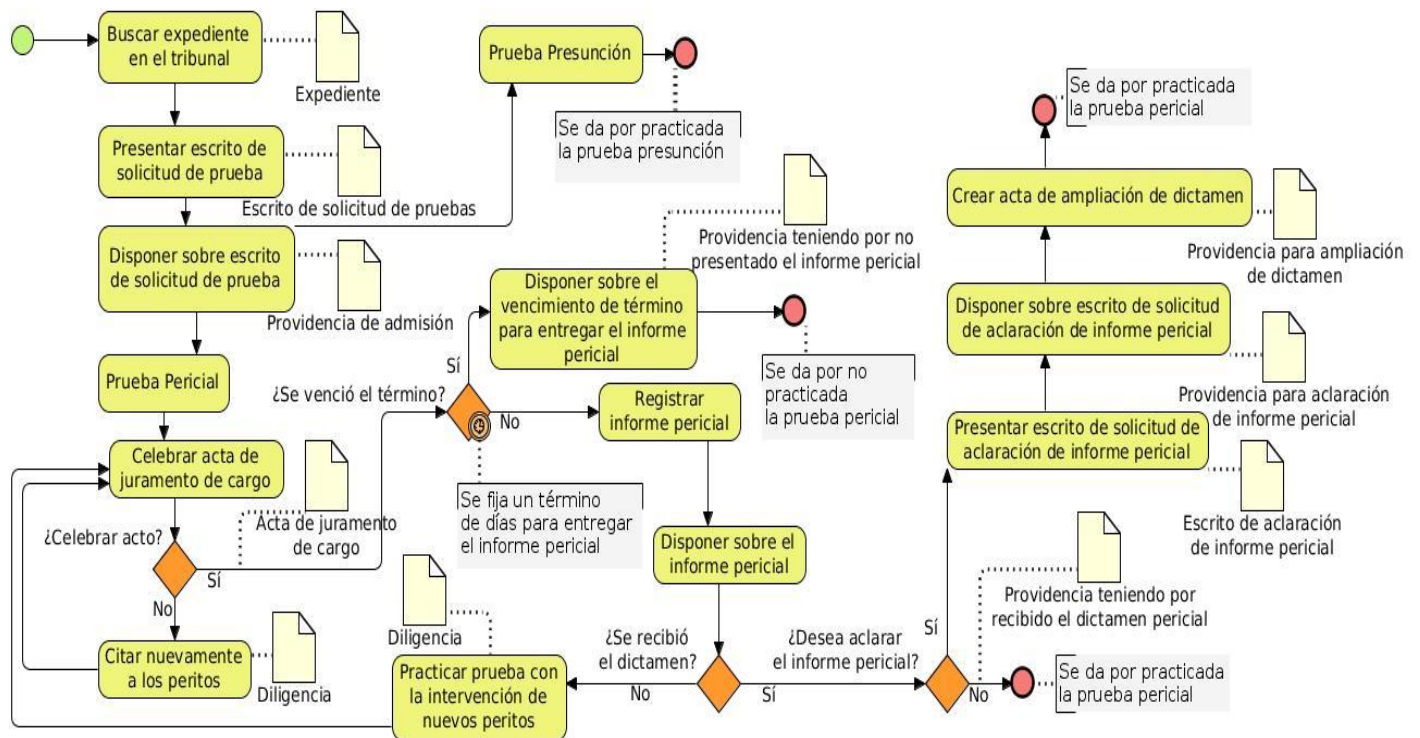 Buscar expediente
en el tribunal
Expediente
Presentar escrito de
solicitud de prueba
Escrito de solicitud de pruebas
Disponer sobre escrito
de solicitud de prueba
Providencia de admisión
Prueba Presunción
Se da por practicada
la prueba presunción
Prueba Pericial
Celebrar acta de
juramento de cargo
¿Celebrar acto?
Acta de juramento
de cargo
Sí
No
Citar nuevamente
a los peritos
Diligencia
¿Se venció el término?
Sí
No
Se fija un término
de días para entregar
el informe pericial
Disponer sobre el
vencimiento de término
para entregar el informe
pericial
Providencia teniendo por no
presentado el informe pericial
Se da por no
practicada
la prueba pericial
Registrar
informe pericial
Disponer sobre el
informe pericial
¿Se recibió
el dictamen?
No
Sí
Diligencia
Practicar prueba con
la intervención de
nuevos peritos
¿Desea aclarar
el informe pericial?
Sí
No
Providencia teniendo por
recibido el dictamen pericial
Se da por practicada
la prueba pericial
Presentar escrito de solicitud de
aclaración de informe pericial
Escrito de aclaración
de informe pericial
Disponer sobre escrito de solicitud
de aclaración de informe pericial
Providencia para aclaración
de informe pericial
Crear acta de ampliación de dictamen
Providencia para ampliación
de dictamen
Se da por practicada
la prueba pericial